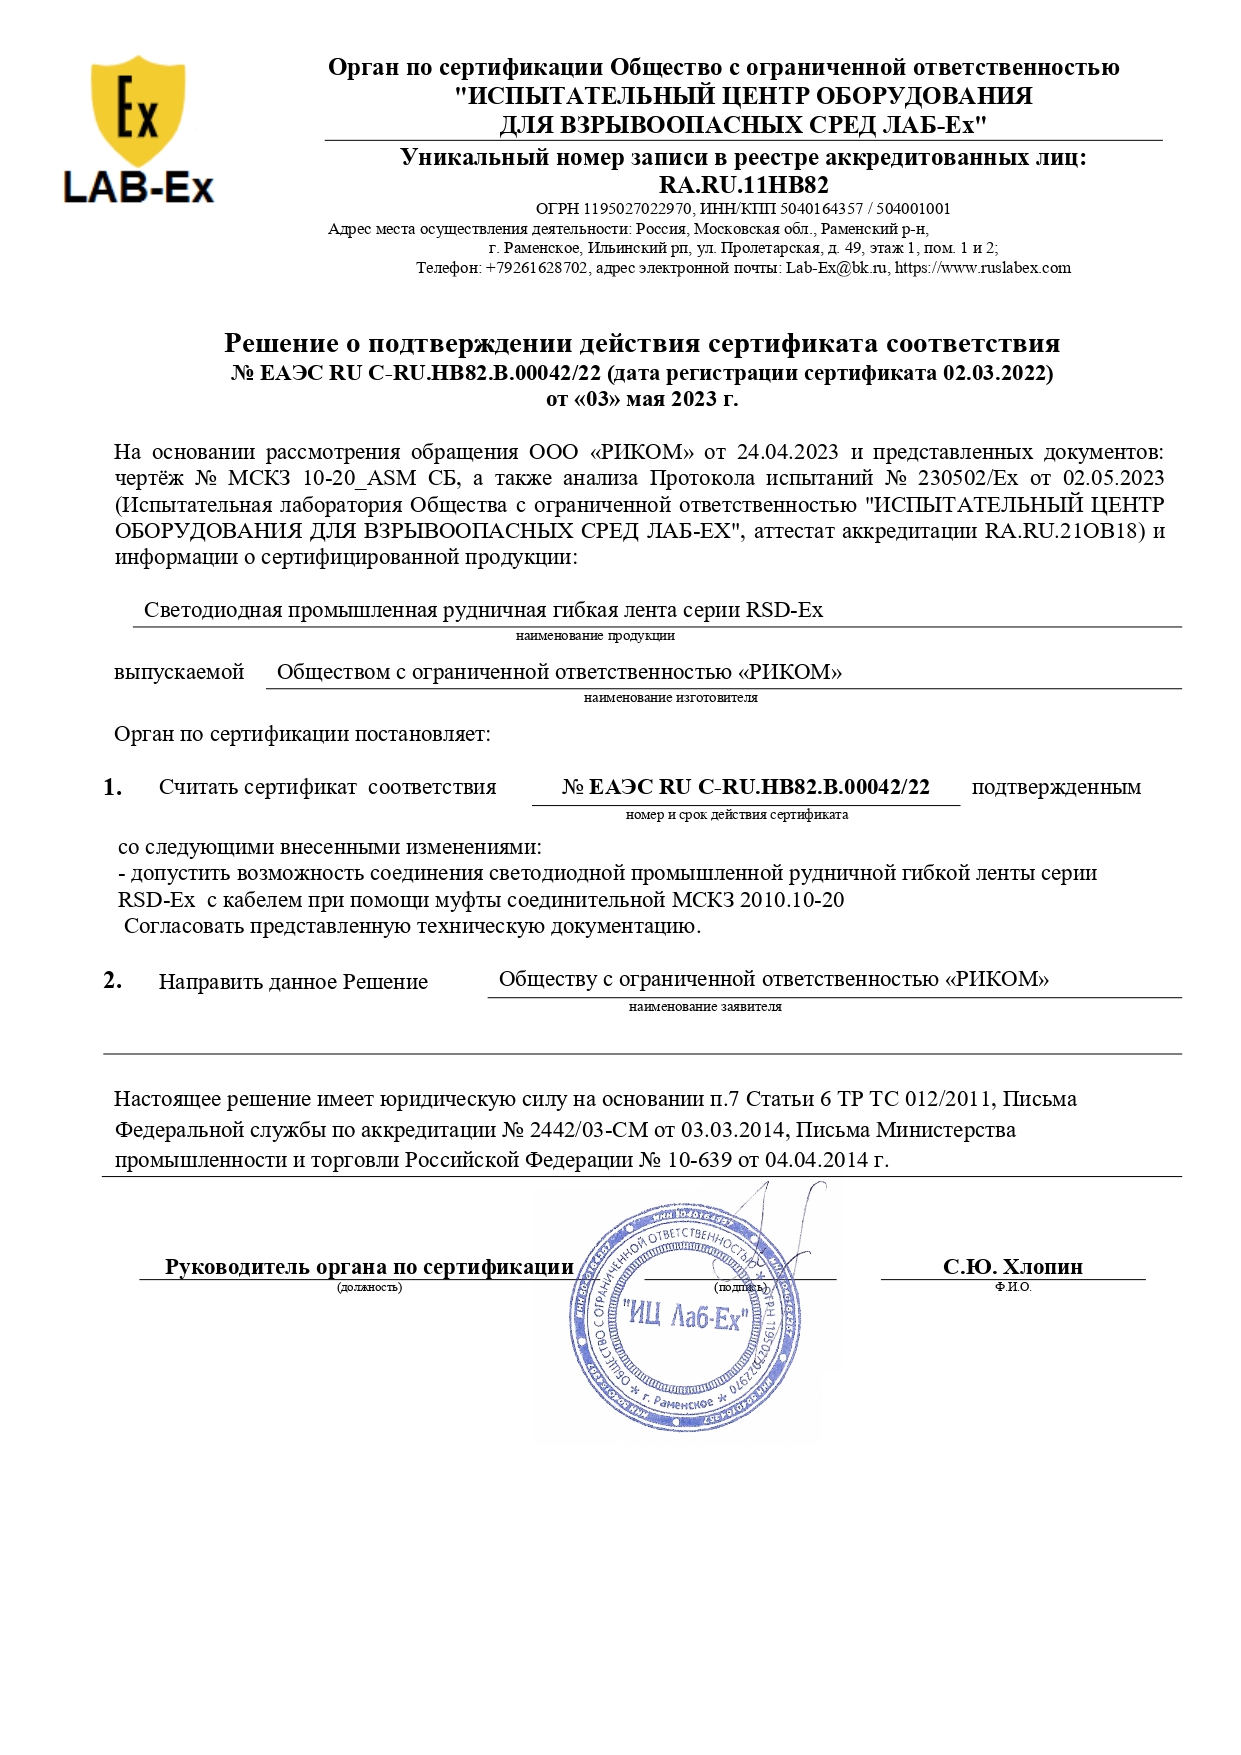 Ex
LAB-Ex
Орган по сертификации Общество с ограниченной ответственностью
"ИСПЫТАТЕЛЬНЫЙ ЦЕНТР ОБОРУДОВАНИЯ
ДЛЯ ВЗРЫВООПАСНЫХ СРЕД ЛАБ-Ех"
Уникальный номер записи в реестре аккредитованных лиц:
RA.RU.11НВ82
ОГРН 1195027022970, ИНН/КПП 5040164357 / 504001001
Адрес места осуществления деятельности: Россия, Московская обл., Раменский р-н,
г. Раменское, Ильинский рп, ул. Пролетарская, д. 49, этаж 1, пом. 1 и 2;
Телефон: +79261628702, адрес электронной почты: Lab-Ex@bk.ru, https://www.ruslabex.com
Решение о подтверждении действия сертификата соответствия
№ ЕАЭС RU С-RU.НВ82.В.00042/22 (дата регистрации сертификата 02.03.2022)
от «03» мая 2023 г.
На основании рассмотрения обращения ООО «РИКОМ» от 24.04.2023 и представленных документов:
чертёж № МСКЗ 10-20_ASM СБ, а также анализа Протокола испытаний № 230502/Ех от 02.05.2023
(Испытательная лаборатория Общества с ограниченной ответственностью "ИСПЫТАТЕЛЬНЫЙ ЦЕНТР
ОБОРУДОВАНИЯ ДЛЯ ВЗРЫВООПАСНЫХ СРЕД ЛАБ-ЕХ", аттестат аккредитации RA.RU.21ОВ18) и
информации о сертифицированной продукции:
Светодиодная промышленная рудничная гибкая лента серии RSD-Ex
наименование продукции
выпускаемой Обществом с ограниченной ответственностью «РИКОМ»
наименование изготовителя
Орган по сертификации постановляет:
1. Считать сертификат соответствия № ЕАЭС RU С-RU.НВ82.В.00042/22 подтвержденным
номер и срок действия сертификата
со следующими внесенными изменениями:
- допустить возможность соединения светодиодной промышленной рудничной гибкой ленты серии
RSD-Ex с кабелем при помощи муфты соединительной МСКЗ 2010.10-20
Согласовать представленную техническую документацию.
2. Направить данное Решение Обществу с ограниченной ответственностью «РИКОМ»
наименование заявителя
Настоящее решение имеет юридическую силу на основании п.7 Статьи 6 ТР ТС 012/2011, Письма
Федеральной службы по аккредитации № 2442/03-СМ от 03.03.2014, Письма Министерства
промышленности и торговли Российской Федерации № 10-639 от 04.04.2014 г.
Руководитель органа по сертификации С.Ю. Хлопин
(должность) (подпись) Ф.И.О.
ОБЩЕСТВО С ОГРАНИЧЕННОЙ ОТВЕТСТВЕННОСТЬЮ * ОГРН 1195027022970 * г. Раменское *
"ИЦ Лаб-Ех"